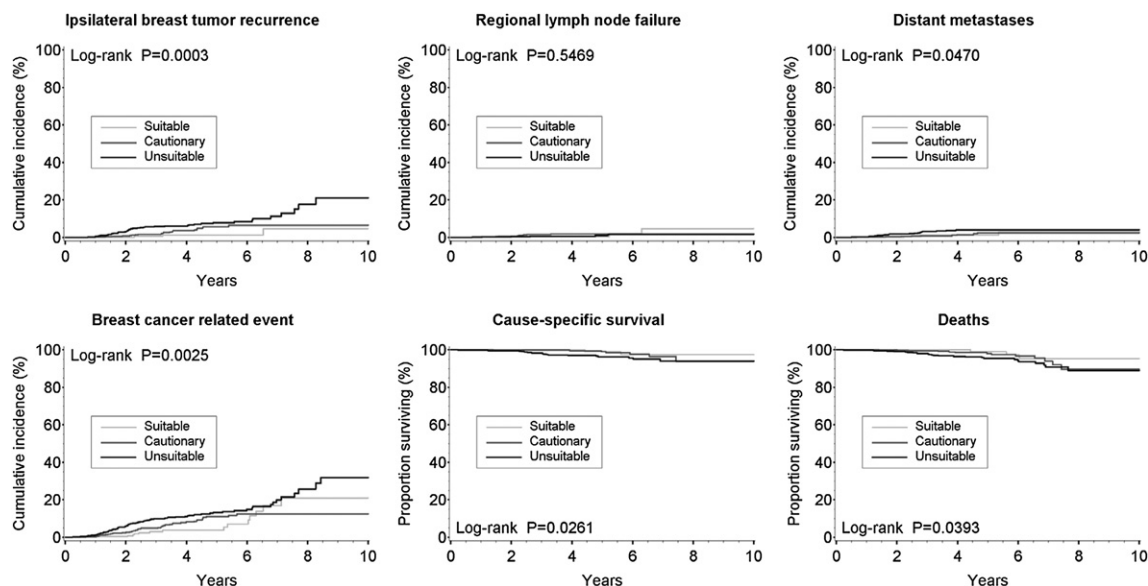 Ipsilateral breast tumor recurrence
Log-rank P=0.0003
Cumulative incidence (%)
100
80
60
40
20
0
Suitable
Cautionary
Unsuitable
0 2 4 6 8 10
Years
Regional lymph node failure
Log-rank P=0.5469
Cumulative incidence (%)
100
80
60
40
20
0
Suitable
Cautionary
Unsuitable
0 2 4 6 8 10
Years
Distant metastases
Log-rank P=0.0470
Cumulative incidence (%)
100
80
60
40
20
0
Suitable
Cautionary
Unsuitable
0 2 4 6 8 10
Years
Breast cancer related event
Log-rank P=0.0025
Cumulative incidence (%)
100
80
60
40
20
0
Suitable
Cautionary
Unsuitable
0 2 4 6 8 10
Years
Cause-specific survival
Proportion surviving (%)
100
80
60
40
20
0
Suitable
Cautionary
Unsuitable
Log-rank P=0.0261
0 2 4 6 8 10
Years
Deaths
Proportion surviving (%)
100
80
60
40
20
0
Suitable
Cautionary
Unsuitable
Log-rank P=0.0393
0 2 4 6 8 10
Years